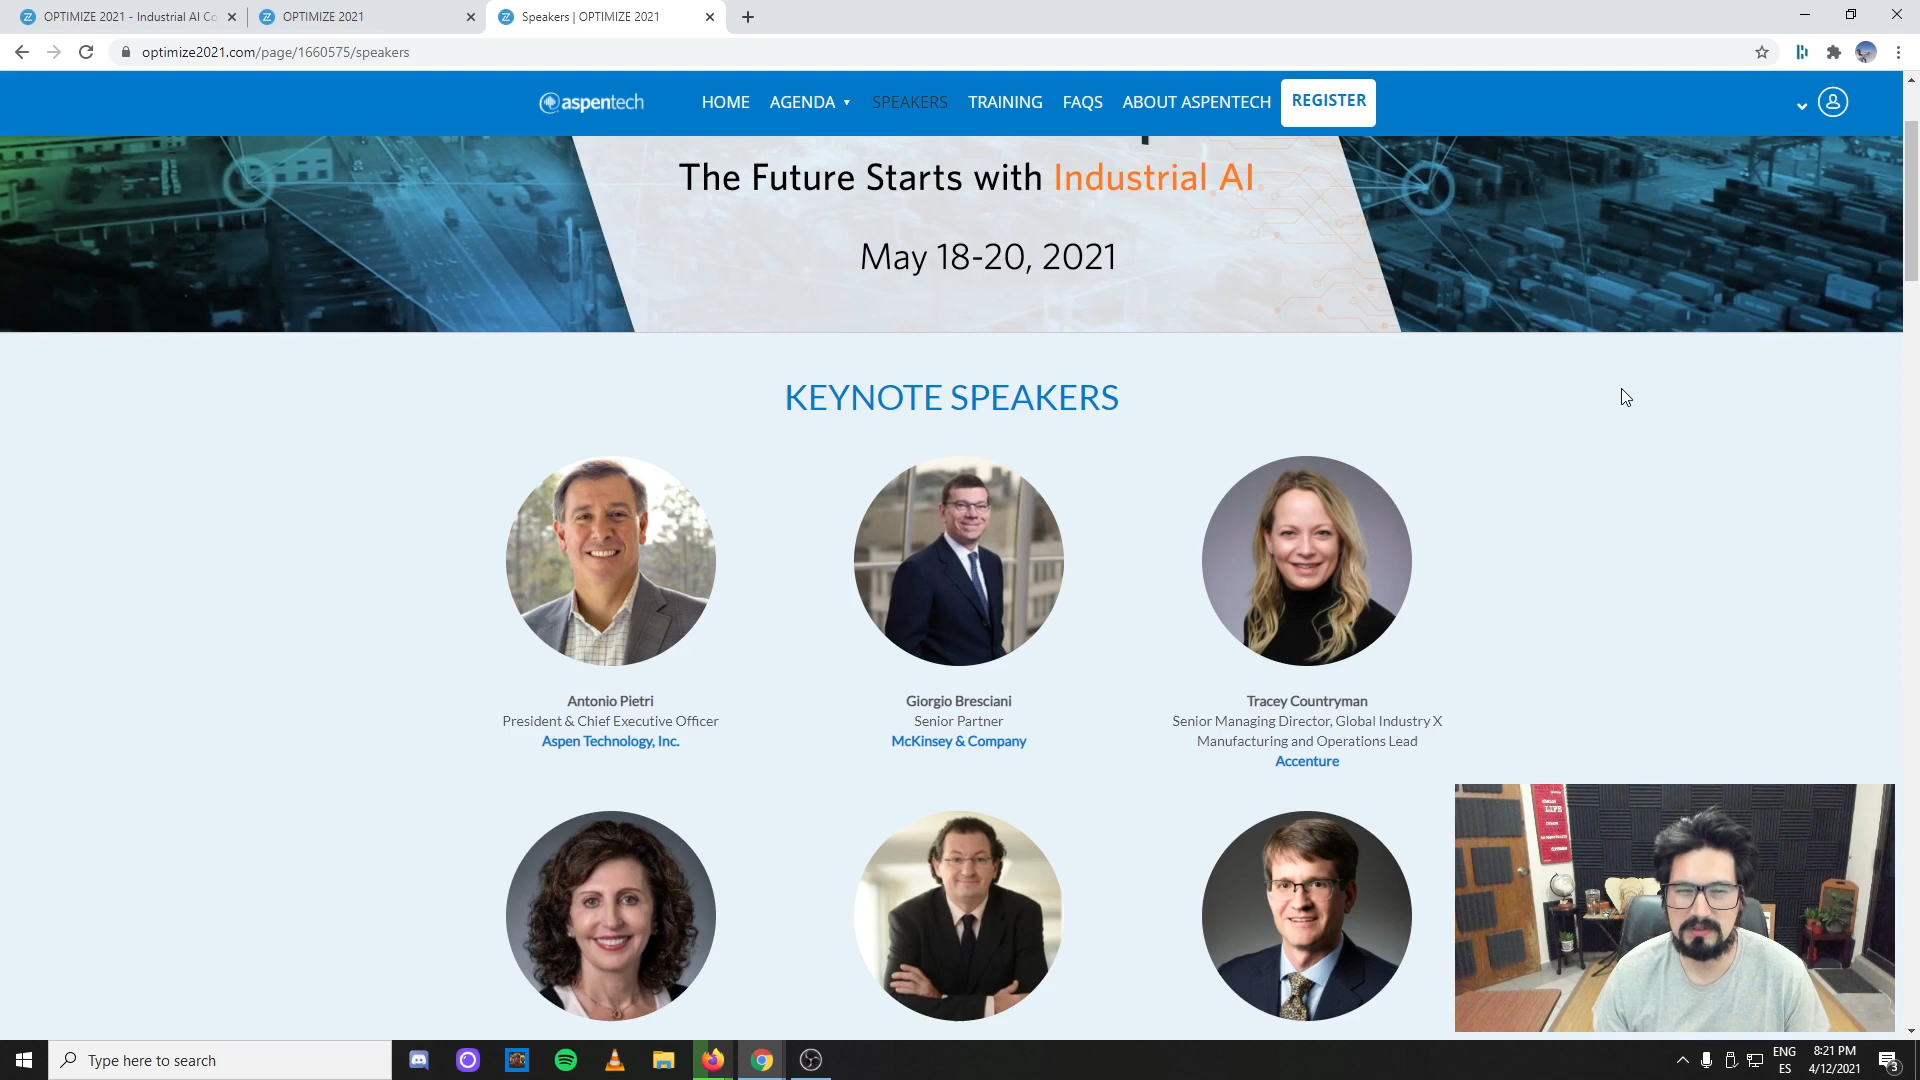 OPTIMIZE 2021 - Industrial AI Co
OPTIMIZE 2021
Speakers | OPTIMIZE 2021
optimize2021.com/page/1660575/speakers
aspentech
HOME
AGENDA
SPEAKERS
TRAINING
FAQS
ABOUT ASPENTECH
REGISTER
The Future Starts with Industrial AI
May 18-20, 2021
KEYNOTE SPEAKERS
Antonio Pietri
President & Chief Executive Officer
Aspen Technology, Inc.
Giorgio Bresciani
Senior Partner
McKinsey & Company
Tracey Countryman
Senior Managing Director, Global Industry X
Manufacturing and Operations Lead
Accenture
LIFE
Type here to search
ENG
ES
8:21 PM
4/12/2021
3